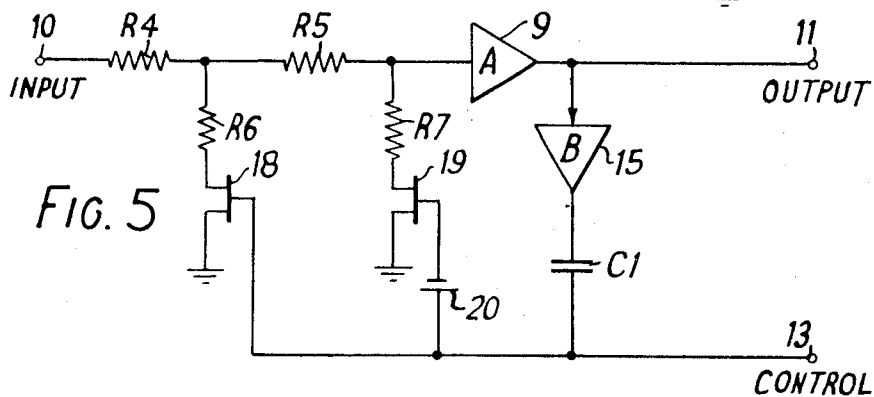 10 R4 R5 9 11
A
INPUT OUTPUT
R6 R7
18 19 B 15
FIG. 5
C1
20
13
CONTROL